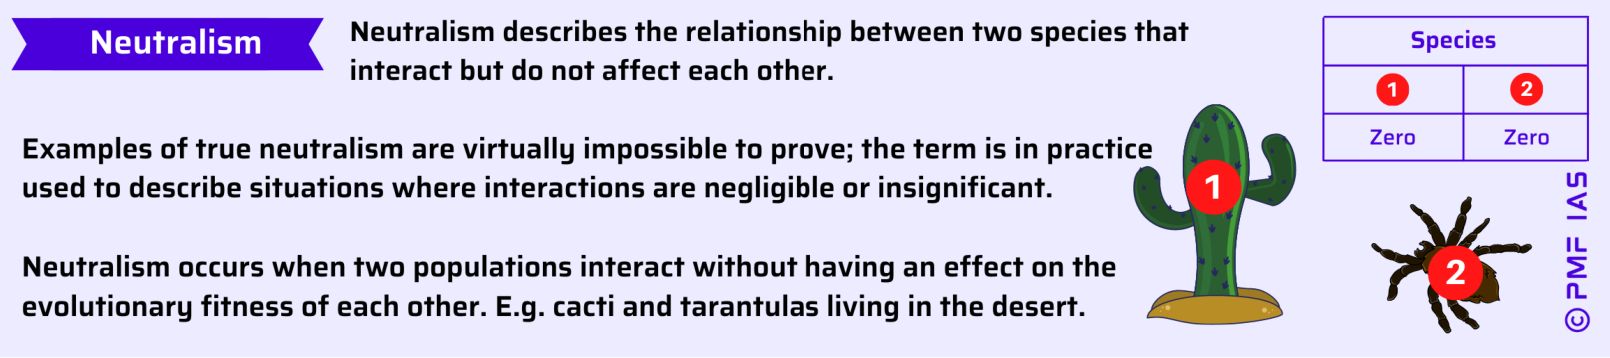 Neutralism
Neutralism describes the relationship between two species that
interact but do not affect each other.
Examples of true neutralism are virtually impossible to prove; the term is in practice
used to describe situations where interactions are negligible or insignificant.
Neutralism occurs when two populations interact without having an effect on the
evolutionary fitness of each other. E.g. cacti and tarantulas living in the desert.
1
Species
1 2
Zero Zero
2
© PMF IAS